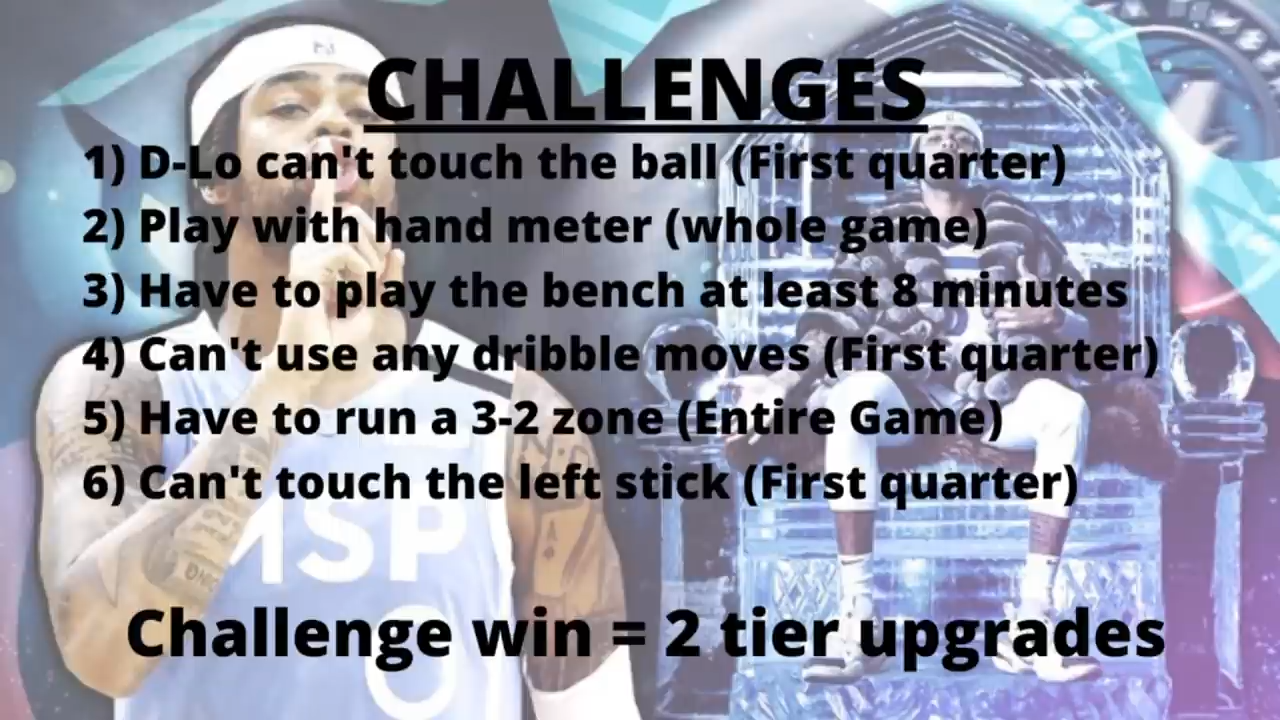 CHALLENGES
1) D-Lo can't touch the ball (First quarter)
2) Play with hand meter (whole game)
3) Have to play the bench at least 8 minutes
4) Can't use any dribble moves (First quarter)
5) Have to run a 3-2 zone (Entire Game)
6) Can't touch the left stick (First quarter)
MSP
Challenge win = 2 tier upgrades